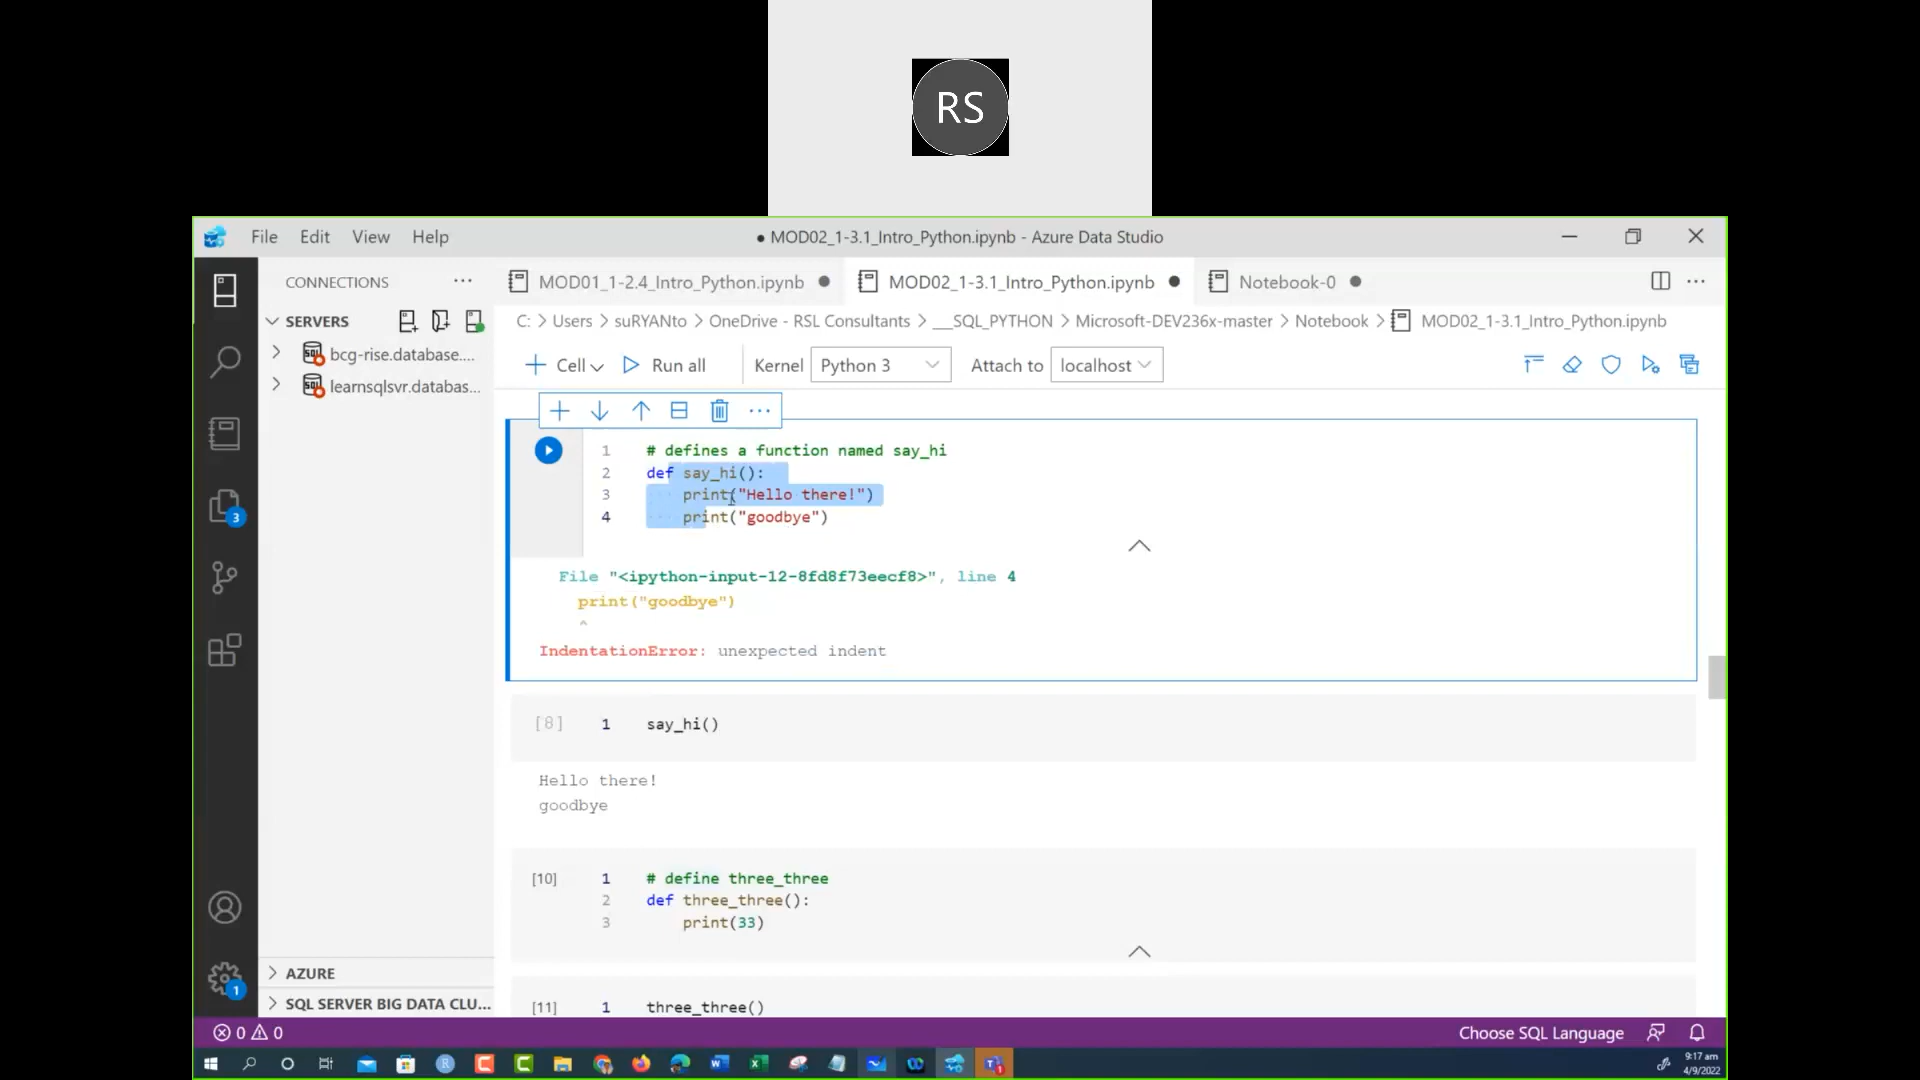 RS
File Edit View Help
● MOD02_1-3.1_Intro_Python.ipynb - Azure Data Studio
CONNECTIONS
MOD01_1-2.4_Intro_Python.ipynb
MOD02_1-3.1_Intro_Python.ipynb
Notebook-0
SERVERS
C: > Users > suRYANto > OneDrive - RSL Consultants > ___SQL_PYTHON > Microsoft-DEV236x-master > Notebook > MOD02_1-3.1_Intro_Python.ipynb
bcg-rise.database....
learnsqlsvr.databas...
Cell
Run all
Kernel Python 3
Attach to localhost
1 # defines a function named say_hi
2 def say_hi():
3 print("Hello there!")
4 print("goodbye")
File "<ipython-input-12-8fd8f73eecf8>", line 4
print("goodbye")
^
IndentationError: unexpected indent
[8] 1 say_hi()
Hello there!
goodbye
[10] 1 # define three_three
2 def three_three():
3 print(33)
[11] 1 three_three()
3
1
AZURE
SQL SERVER BIG DATA CLU...
0 0
Choose SQL Language
9:17 am
4/9/2022